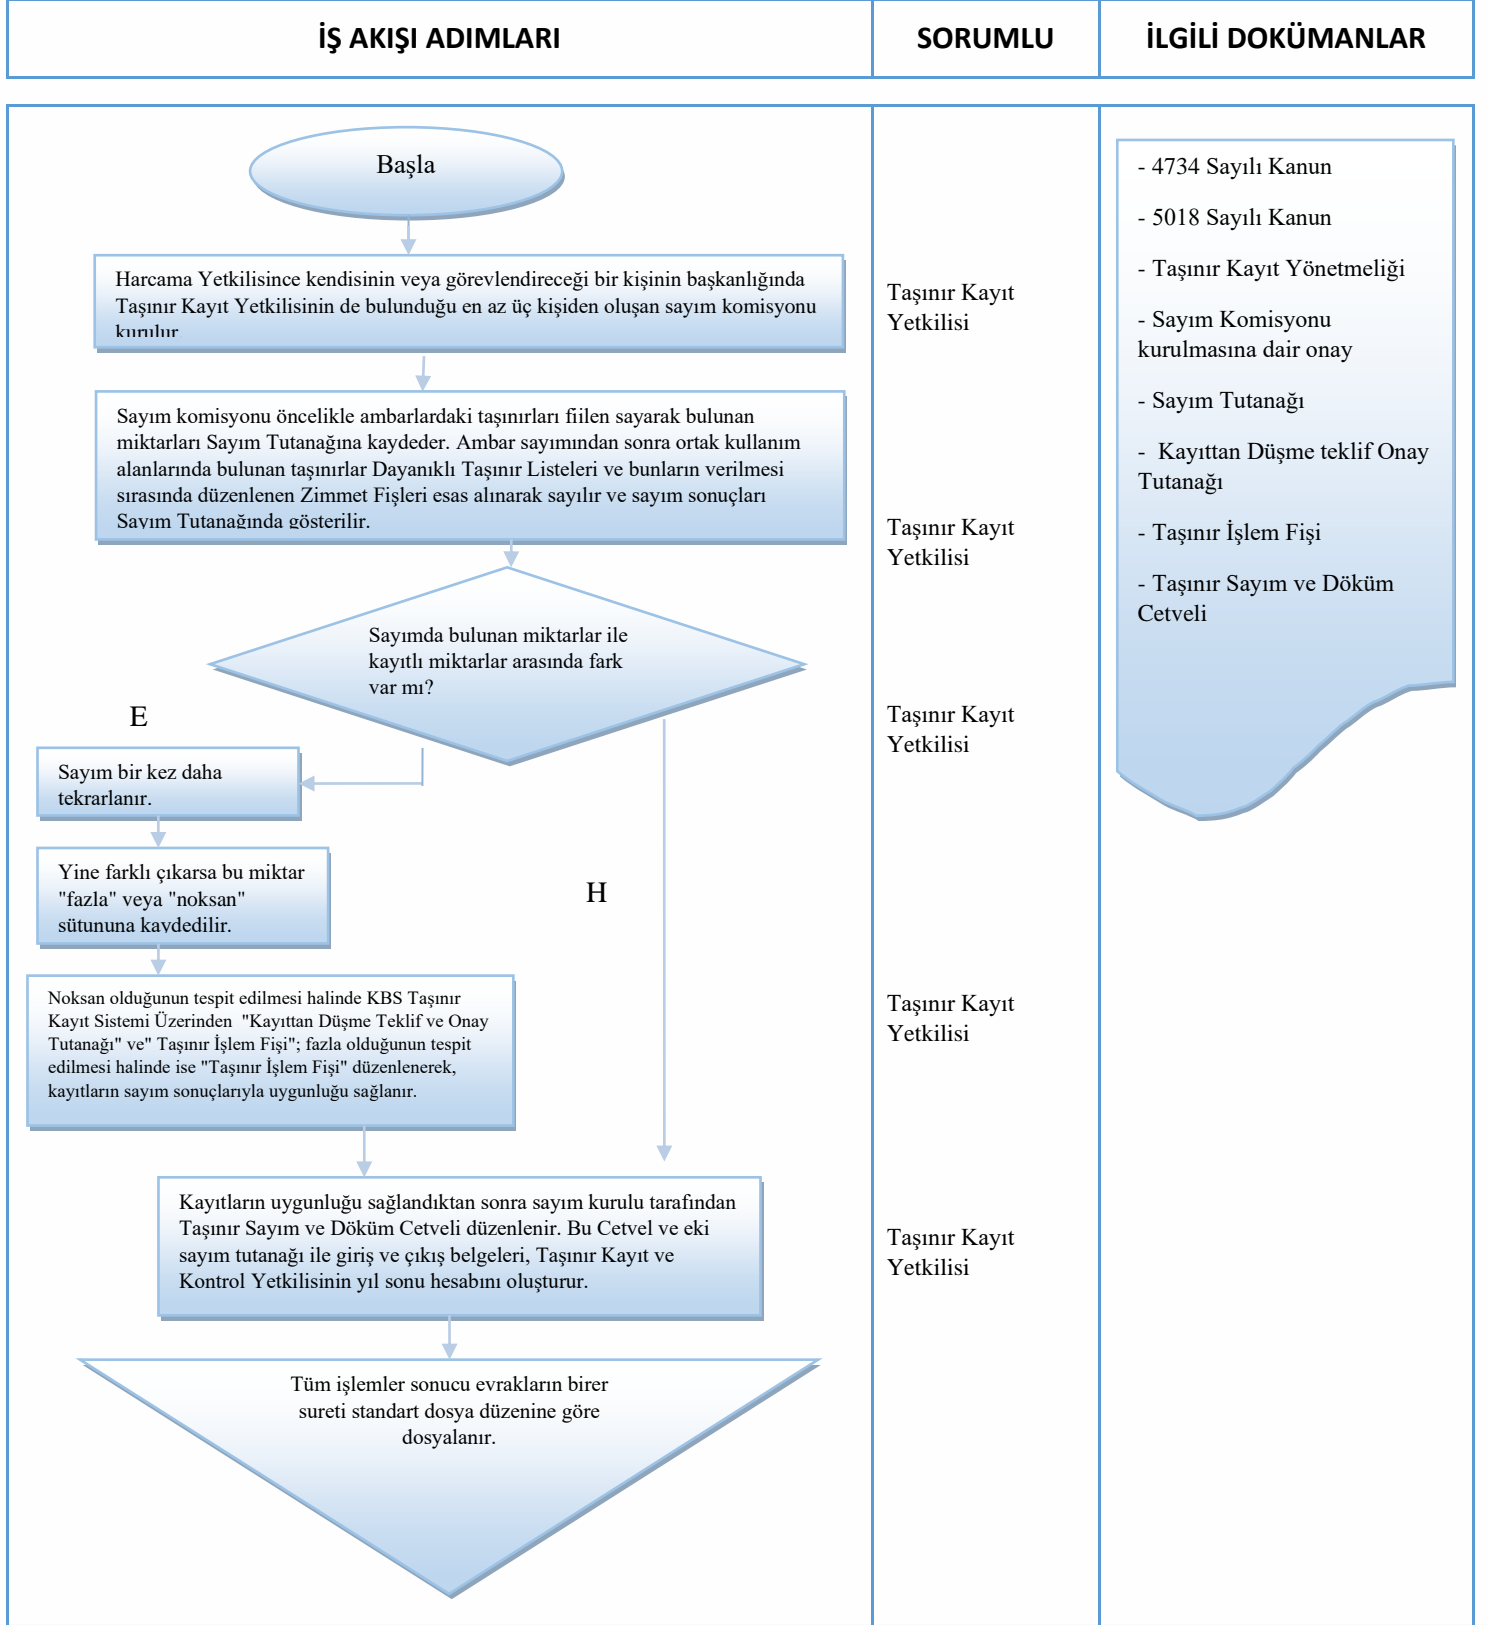 İŞ AKIŞI ADIMLARI
SORUMLU
İLGİLİ DOKÜMANLAR
Başla
Harcama Yetkilisince kendisinin veya görevlendireceği bir kişinin başkanlığında
Taşınır Kayıt Yetkilisinin de bulunduğu en az üç kişiden oluşan sayım komisyonu
kurulur
Sayım komisyonu öncelikle ambarlardaki taşınırları fiilen sayarak bulunan
miktarları Sayım Tutanağına kaydeder. Ambar sayımından sonra ortak kullanım
alanlarında bulunan taşınırlar Dayanıklı Taşınır Listeleri ve bunların verilmesi
sırasında düzenlenen Zimmet Fişleri esas alınarak sayılır ve sayım sonuçları
Sayım Tutanağında gösterilir.
Sayımda bulunan miktarlar ile
kayıtlı miktarlar arasında fark
var mı?
E
Sayım bir kez daha
tekrarlanır.
Yine farklı çıkarsa bu miktar
"fazla" veya "noksan"
sütununa kaydedilir.
H
Noksan olduğunun tespit edilmesi halinde KBS Taşınır
Kayıt Sistemi Üzerinden "Kayıttan Düşme Teklif ve Onay
Tutanağı" ve" Taşınır İşlem Fişi"; fazla olduğunun tespit
edilmesi halinde ise "Taşınır İşlem Fişi" düzenlenerek,
kayıtların sayım sonuçlarıyla uygunluğu sağlanır.
Kayıtların uygunluğu sağlandıktan sonra sayım kurulu tarafından
Taşınır Sayım ve Döküm Cetveli düzenlenir. Bu Cetvel ve eki
sayım tutanağı ile giriş ve çıkış belgeleri, Taşınır Kayıt ve
Kontrol Yetkilisinin yıl sonu hesabını oluşturur.
Tüm işlemler sonucu evrakların birer
sureti standart dosya düzenine göre
dosyalanır.
Taşınır Kayıt
Yetkilisi
Taşınır Kayıt
Yetkilisi
Taşınır Kayıt
Yetkilisi
Taşınır Kayıt
Yetkilisi
Taşınır Kayıt
Yetkilisi
- 4734 Sayılı Kanun
- 5018 Sayılı Kanun
- Taşınır Kayıt Yönetmeliği
- Sayım Komisyonu
kurulmasına dair onay
- Sayım Tutanağı
- Kayıttan Düşme teklif Onay
Tutanağı
- Taşınır İşlem Fişi
- Taşınır Sayım ve Döküm
Cetveli